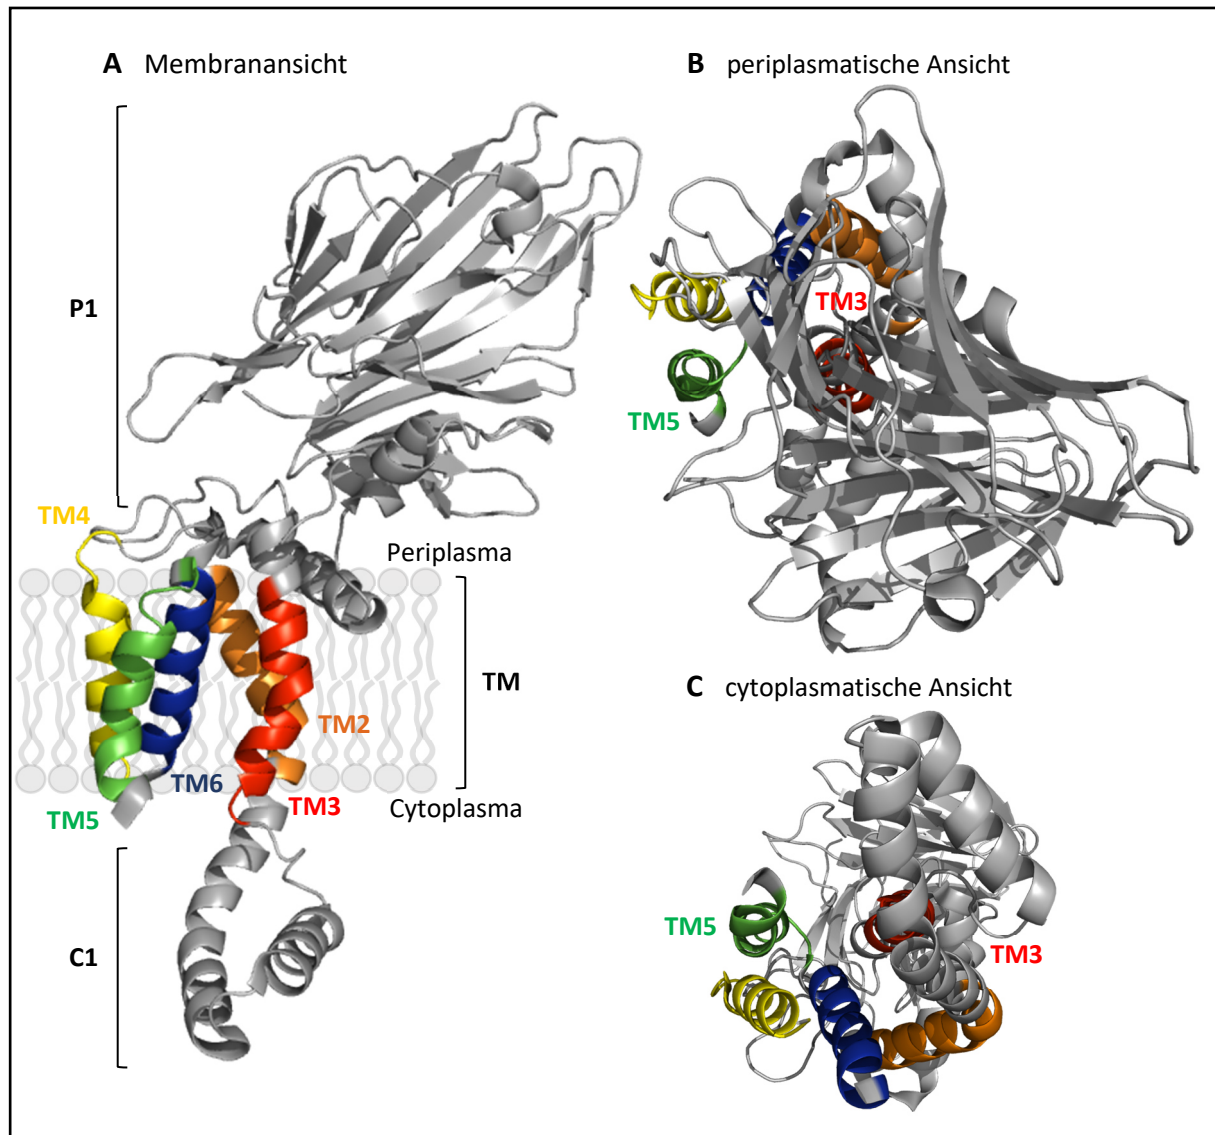 A Membranansicht
P1
TM4
Periplasma
TM
TM2
TM6
TM3
TM5
Cytoplasma
C1
B periplasmatische Ansicht
TM3
TM5
C cytoplasmatische Ansicht
TM5
TM3